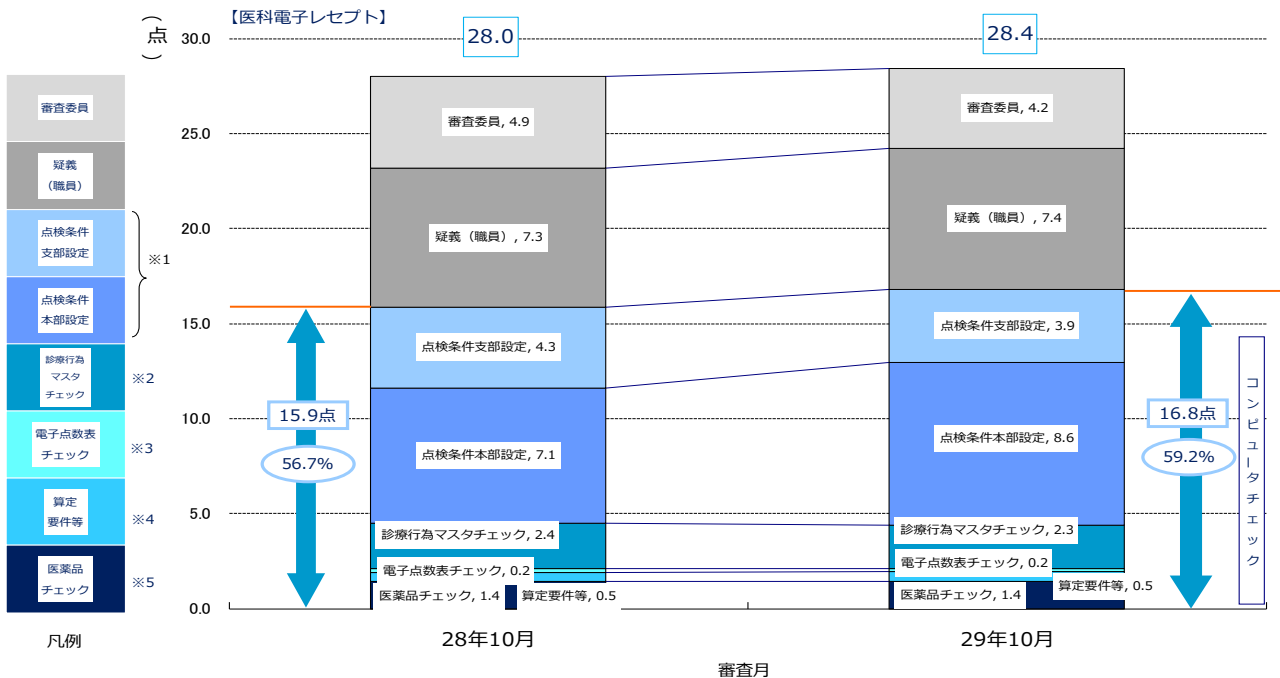 【医科電子レセプト】
(点)
30.0
25.0
20.0
15.0
10.0
5.0
0.0
審査委員
疑義
(職員)
点検条件
支部設定
点検条件
本部設定
※1
診療行為
マスタ
チェック
※2
電子点数表
チェック
※3
算定
要件等
※4
医薬品
チェック
※5
凡例
28.0
審査委員, 4.9
疑義(職員), 7.3
点検条件支部設定, 4.3
点検条件本部設定, 7.1
診療行為マスタチェック, 2.4
電子点数表チェック, 0.2
医薬品チェック, 1.4
算定要件等, 0.5
15.9点
56.7%
28年10月
28.4
審査委員, 4.2
疑義(職員), 7.4
点検条件支部設定, 3.9
点検条件本部設定, 8.6
診療行為マスタチェック, 2.3
電子点数表チェック, 0.2
医薬品チェック, 1.4
算定要件等, 0.5
16.8点
59.2%
コンピュータチェック
29年10月
審査月